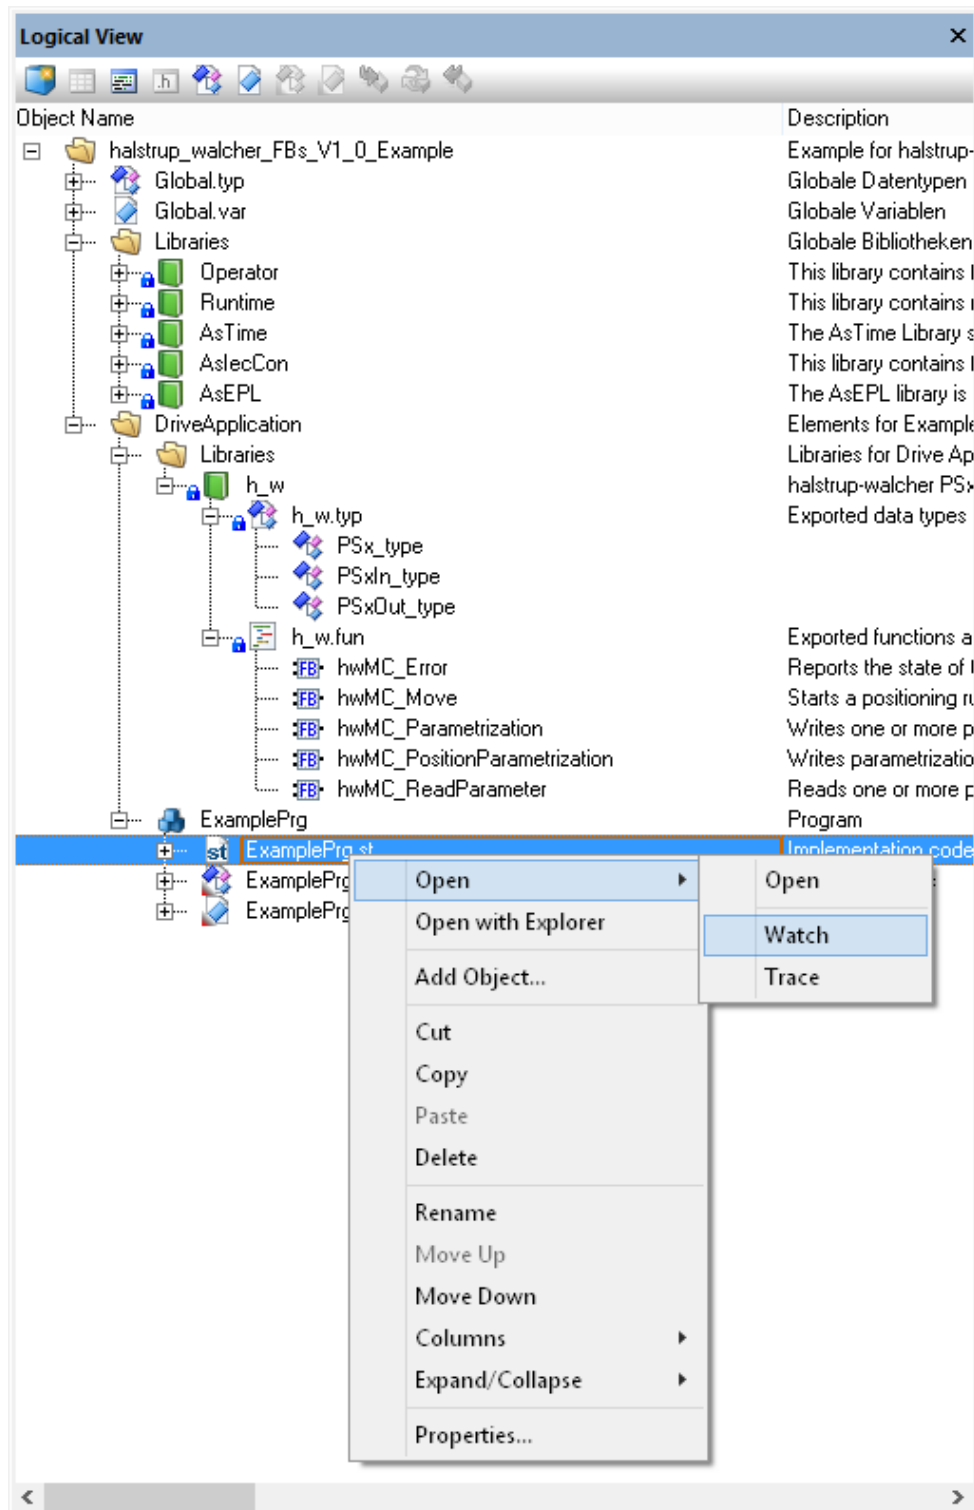 Logical View
Object Name Description
halstrup_walcher_FBs_V1_0_Example Example for halstrup-
Global.typ Globale Datentypen
Global.var Globale Variablen
Libraries Globale Bibliotheken
Operator This library contains
Runtime This library contains
AsTime The AsTime Library s
AsIecCon This library contains
AsEPL The AsEPL library is
DriveApplication Elements for Example
Libraries Libraries for Drive Ap
h_w halstrup-walcher PSx
h_w.typ Exported data types
PSx_type
PSxIn_type
PSxOut_type
h_w.fun Exported functions a
FB hwMC_Error Reports the state of
FB hwMC_Move Starts a positioning ru
FB hwMC_Parametrization Writes one or more p
FB hwMC_PositionParametrization Writes parametrizatio
FB hwMC_ReadParameter Reads one or more p
ExamplePrg Program
st ExamplePrg.st Implementation code
ExamplePrg
ExamplePrg
Open
Open with Explorer
Add Object...
Cut
Copy
Paste
Delete
Rename
Move Up
Move Down
Columns
Expand/Collapse
Properties...
Open
Watch
Trace